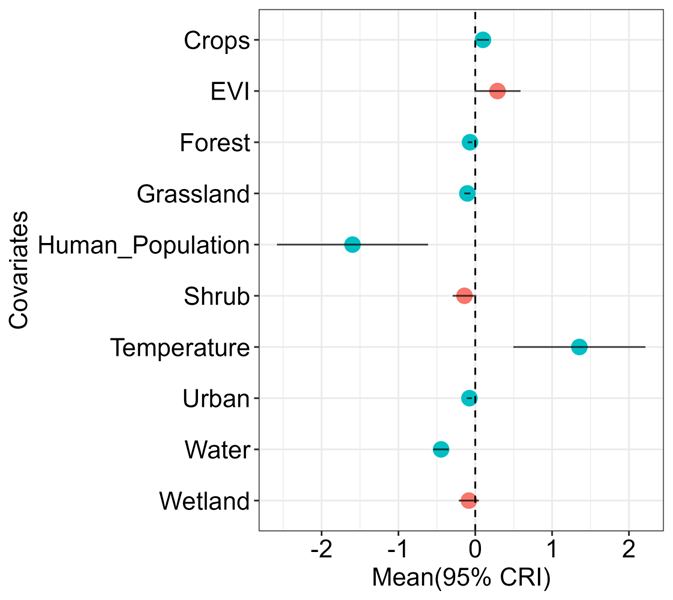 Covariates
Crops
EVI
Forest
Grassland
Human_Population
Shrub
Temperature
Urban
Water
Wetland
-2 -1 0 1 2
Mean(95% CRI)